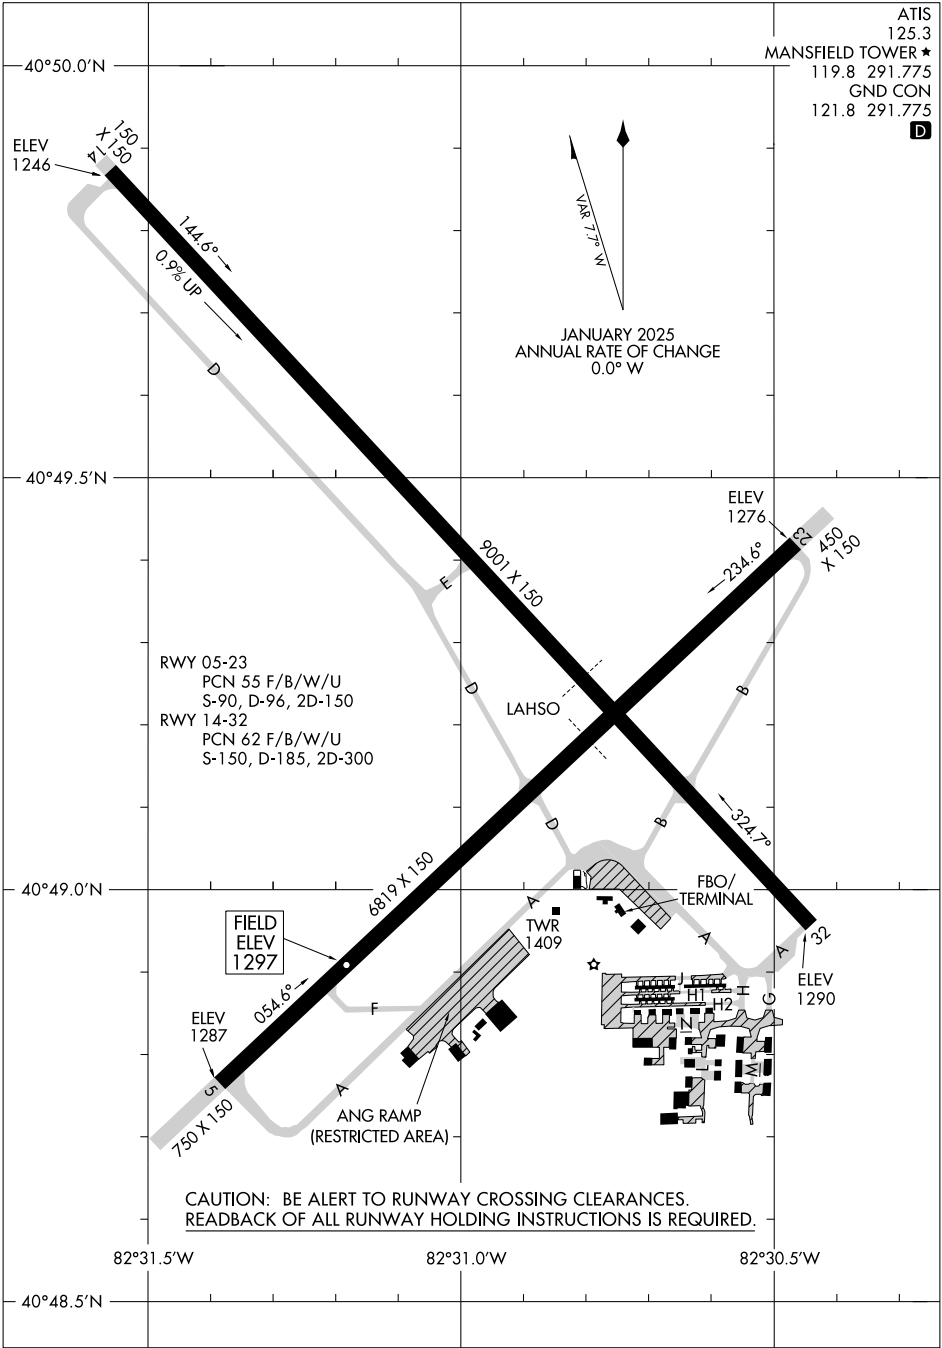 ATIS
125.3
MANSFIELD TOWER ★
119.8 291.775
GND CON
121.8 291.775
D
40°50.0'N
150
X 150
ELEV
1246
14
144.6°
0.9% UP
VAR 7.7° W
JANUARY 2025
ANNUAL RATE OF CHANGE
0.0° W
D
40°49.5'N
ELEV
1276
23
450
X 150
234.6°
9001 X 150
E
RWY 05-23
PCN 55 F/B/W/U
S-90, D-96, 2D-150
RWY 14-32
PCN 62 F/B/W/U
S-150, D-185, 2D-300
D
B
LAHSO
D
B
324.7°
6819 X 150
40°49.0'N
FBO/
TERMINAL
A
TWR
1409
A
A
32
FIELD
ELEV
1297
ELEV
1290
054.6°
F
J
H1
H2
H
G
N
L
M
ELEV
1287
5
750 X 150
A
ANG RAMP
(RESTRICTED AREA)
CAUTION: BE ALERT TO RUNWAY CROSSING CLEARANCES.
READBACK OF ALL RUNWAY HOLDING INSTRUCTIONS IS REQUIRED.
82°31.5'W
82°31.0'W
82°30.5'W
40°48.5'N